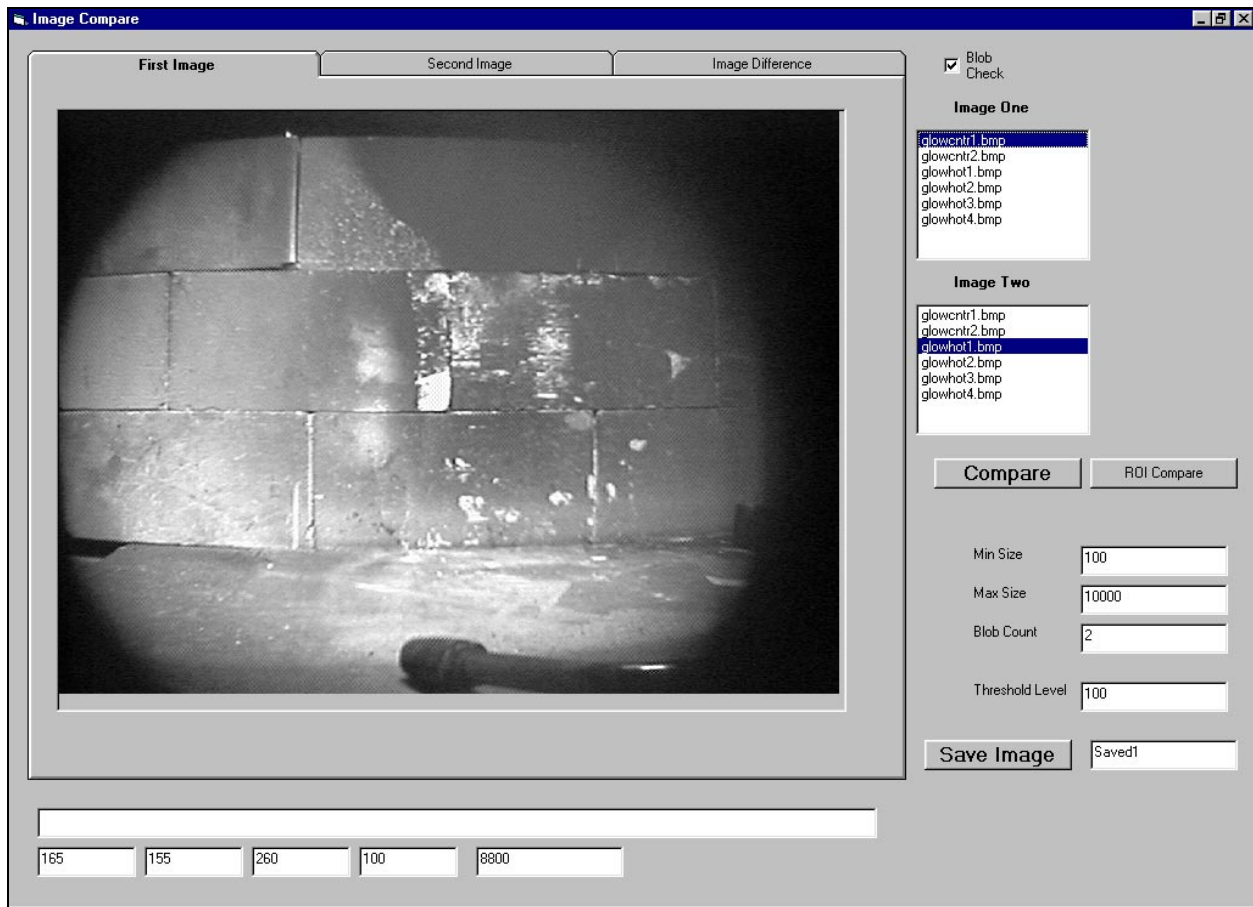 Image Compare
First Image
Second Image
Image Difference
Blob
Check
Image One
glowcntr1.bmp
glowcntr2.bmp
glowhot1.bmp
glowhot2.bmp
glowhot3.bmp
glowhot4.bmp
Image Two
glowcntr1.bmp
glowcntr2.bmp
glowhot1.bmp
glowhot2.bmp
glowhot3.bmp
glowhot4.bmp
Compare
ROI Compare
Min Size 100
Max Size 10000
Blob Count 2
Threshold Level 100
Save Image Saved1
165 155 260 100 8800